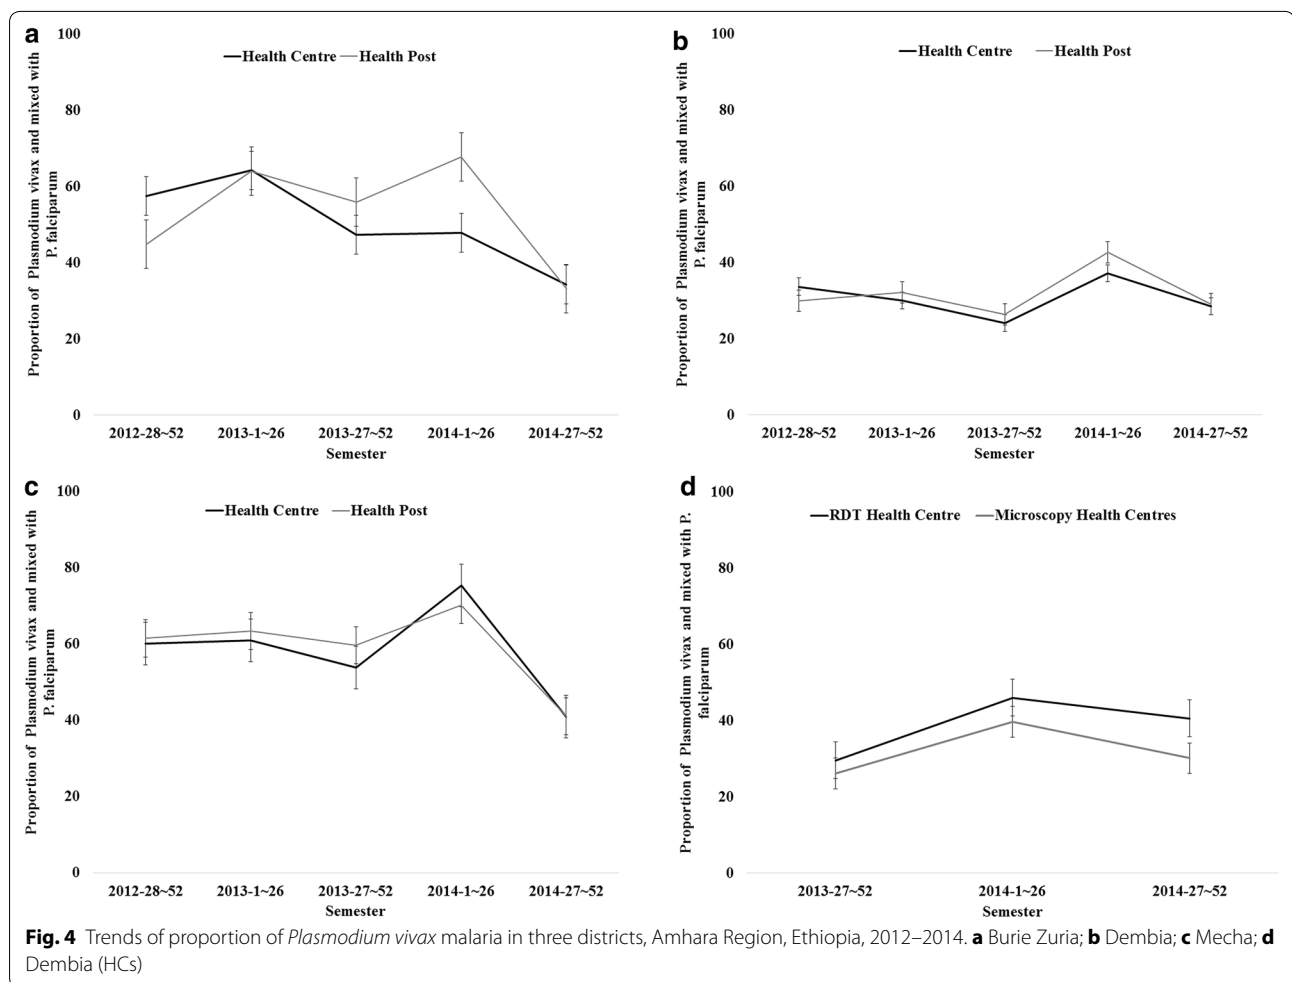 a
Proportion of Plasmodium vivax and mixed with
P. falciparum
100
80
60
40
20
0
Health Centre Health Post
2012-28~52 2013-1~26 2013-27~52 2014-1~26 2014-27~52
Semester
b
Proportion of Plasmodium vivax and mixed with
P. falciparum
100
80
60
40
20
0
Health Centre Health Post
2012-28~52 2013-1~26 2013-27~52 2014-1~26 2014-27~52
Semester
c
Proportion of Plasmodium vivax and mixed with
P. falciparum
100
80
60
40
20
0
Health Centre Health Post
2012-28~52 2013-1~26 2013-27~52 2014-1~26 2014-27~52
Semester
d
Proportion of Plasmodium vivax and mixed with P.
falciparum
100
80
60
40
20
0
RDT Health Centre Microscopy Health Centres
2013-27~52 2014-1~26 2014-27~52
Semester
Fig. 4 Trends of proportion of Plasmodium vivax malaria in three districts, Amhara Region, Ethiopia, 2012–2014. a Burie Zuria; b Dembia; c Mecha; d
Dembia (HCs)